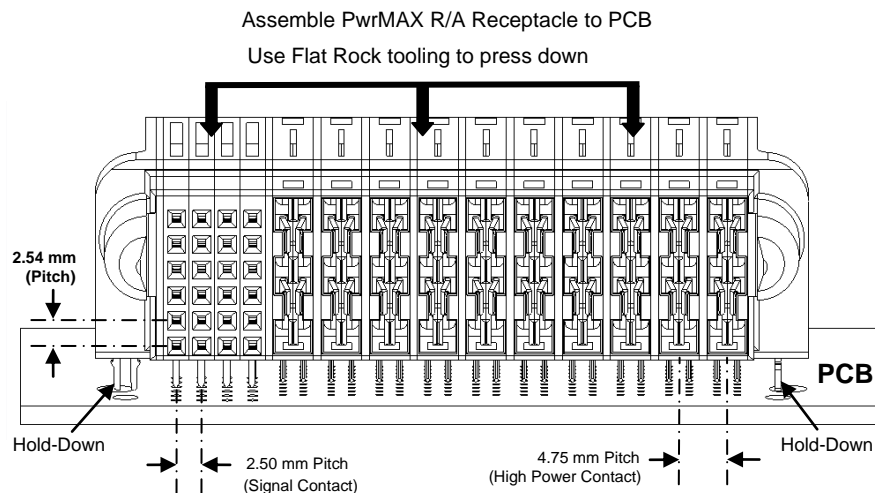 Assemble PwrMAX R/A Receptacle to PCB
Use Flat Rock tooling to press down
2.54 mm
(Pitch)
PCB
Hold-Down
Hold-Down
2.50 mm Pitch
(Signal Contact)
4.75 mm Pitch
(High Power Contact)